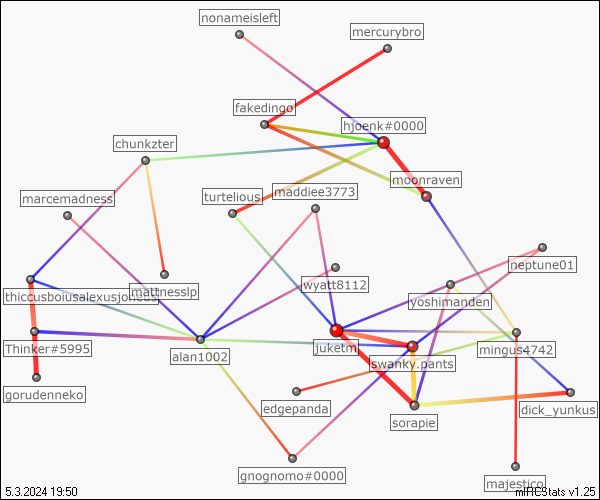 nonameisleft
mercurybro
fakedingo
hjoenk#0000
chunkzter
moonraven
maddiee3773
turtelious
marcemadness
neptune01
wyatt8112
mattnesslp
yoshimanden
juketm
mingus4742
Thinker#5995
alan1002
swanky.pants
gorudenneko
edgepanda
dick_yunkus
sorapie
gnognomo#0000
majestico
5.3.2024 19:50
mIRCStats v1.25